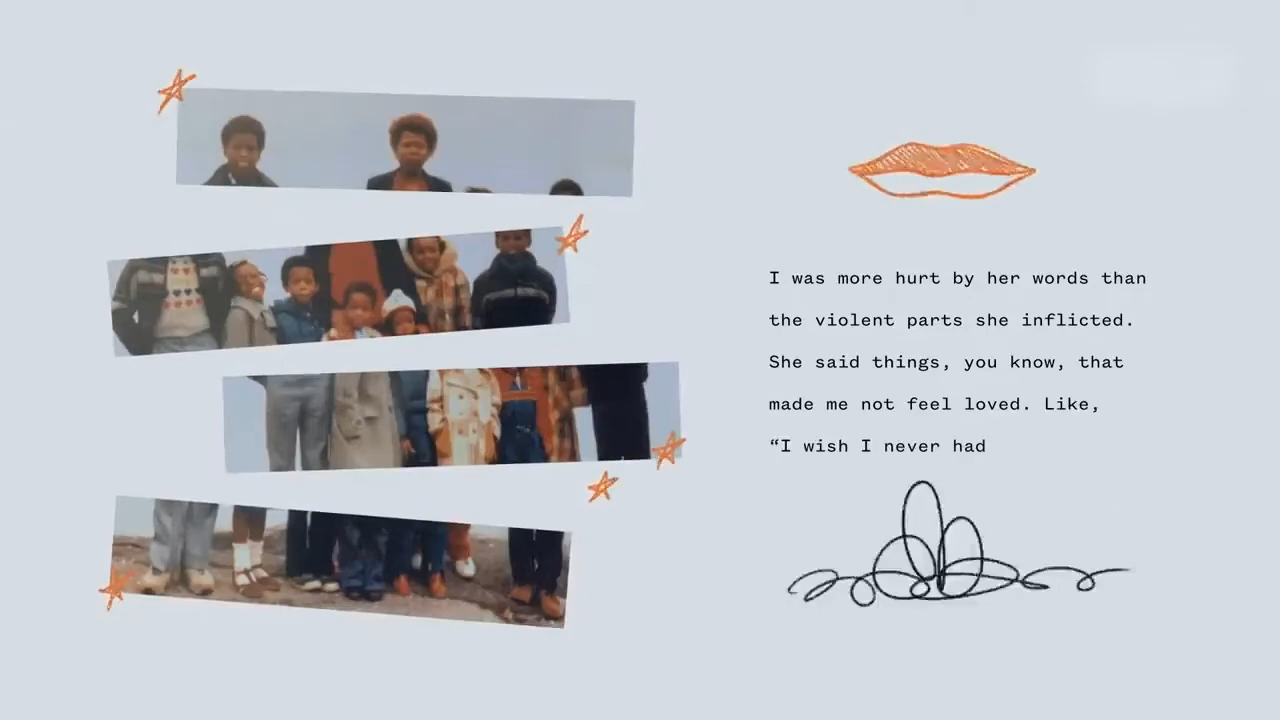 I was more hurt by her words than
the violent parts she inflicted.
She said things, you know, that
made me not feel loved. Like,
“I wish I never had